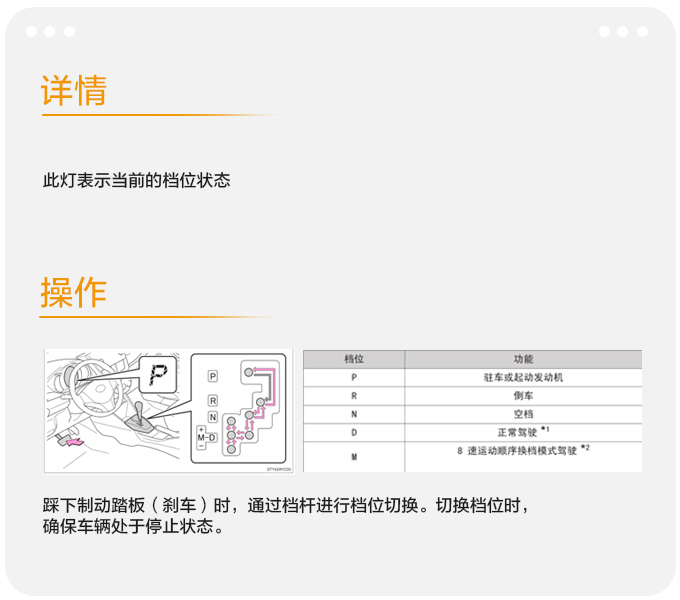 详情
此灯表示当前的档位状态
操作
P
P
R
N
+
M-D
−
档位 功能
P 驻车或起动发动机
R 倒车
N 空档
D 正常驾驶 *1
M 8 速运动顺序换档模式驾驶 *2
踩下制动踏板（刹车）时，通过档杆进行档位切换。切换档位时，
确保车辆处于停止状态。